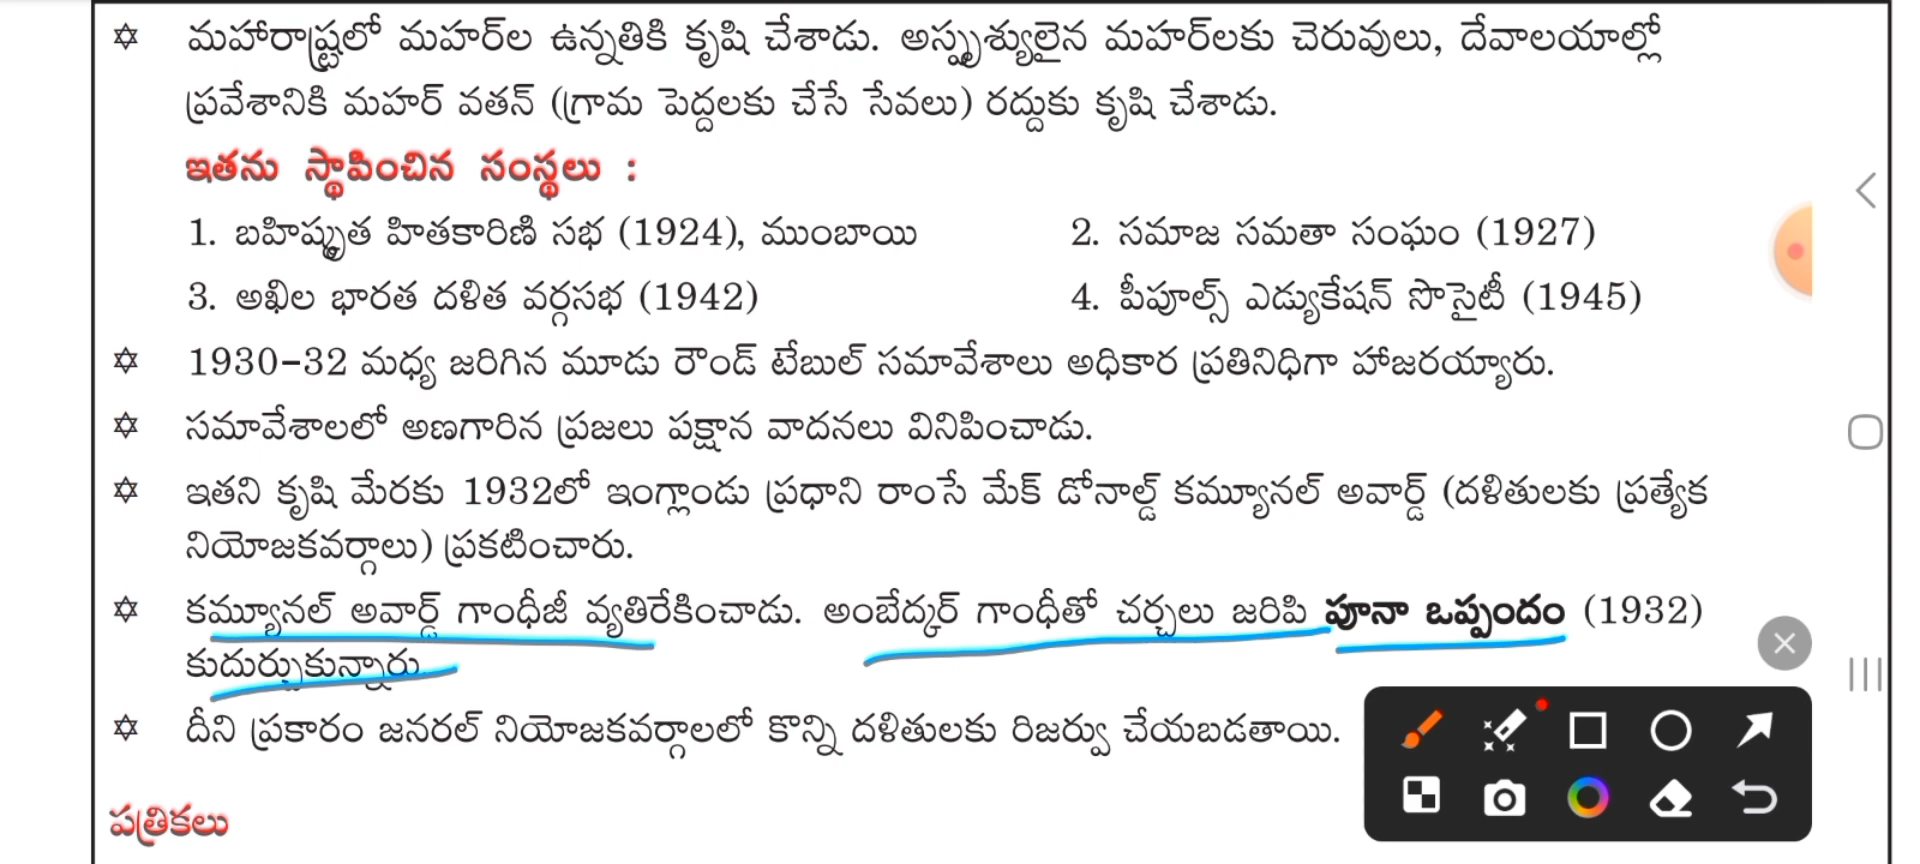 మహారాష్ట్రలో మహర్‌ల ఉన్నతికి కృషి చేశాడు. అస్పృశ్యులైన మహర్‌లకు చెరువులు, దేవాలయాల్లో
ప్రవేశానికి మహర్ వతన్ (గ్రామ పెద్దలకు చేసే సేవలు) రద్దుకు కృషి చేశాడు.
ఇతను స్థాపించిన సంస్థలు :
1. బహిష్కృత హితకారిణి సభ (1924), ముంబాయి 2. సమాజ సమతా సంఘం (1927)
3. అఖిల భారత దళిత వర్గసభ (1942) 4. పీపూల్స్ ఎడ్యుకేషన్ సొసైటీ (1945)
1930-32 మధ్య జరిగిన మూడు రౌండ్ టేబుల్ సమావేశాలు అధికార ప్రతినిధిగా హాజరయ్యారు.
సమావేశాలలో అణగారిన ప్రజలు పక్షాన వాదనలు వినిపించాడు.
ఇతని కృషి మేరకు 1932లో ఇంగ్లాండు ప్రధాని రాంసే మేక్ డోనాల్డ్ కమ్యూనల్ అవార్డ్ (దళితులకు ప్రత్యేక
నియోజకవర్గాలు) ప్రకటించారు.
కమ్యూనల్ అవార్డ్ గాంధీజీ వ్యతిరేకించాడు. అంబేద్కర్ గాంధీతో చర్చలు జరిపి పూనా ఒప్పందం (1932)
కుదుర్చుకున్నారు.
దీని ప్రకారం జనరల్ నియోజకవర్గాలలో కొన్ని దళితులకు రిజర్వు చేయబడతాయి.
పత్రికలు